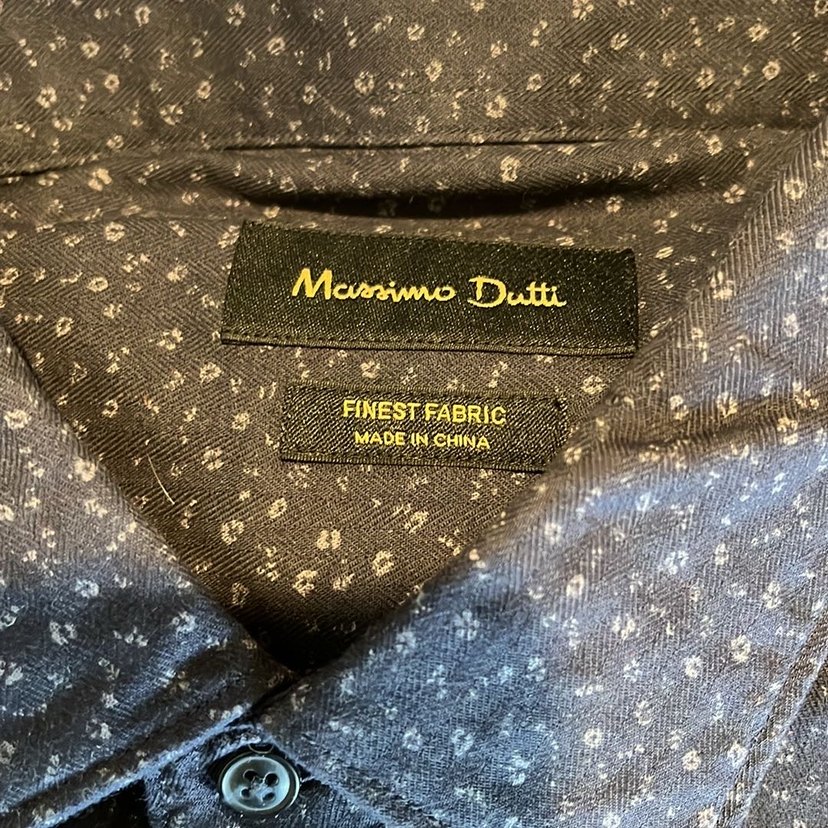 Massimo Dutti
FINEST FABRIC
MADE IN CHINA